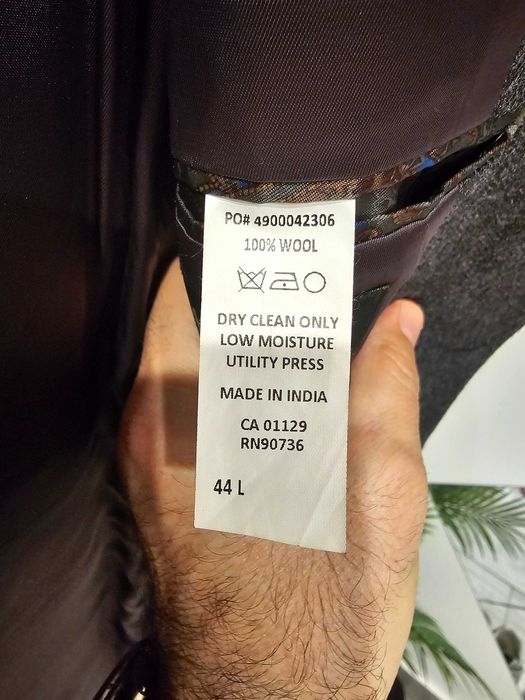 PO# 4900042306
100% WOOL
DRY CLEAN ONLY
LOW MOISTURE
UTILITY PRESS
MADE IN INDIA
CA 01129
RN90736
44 L